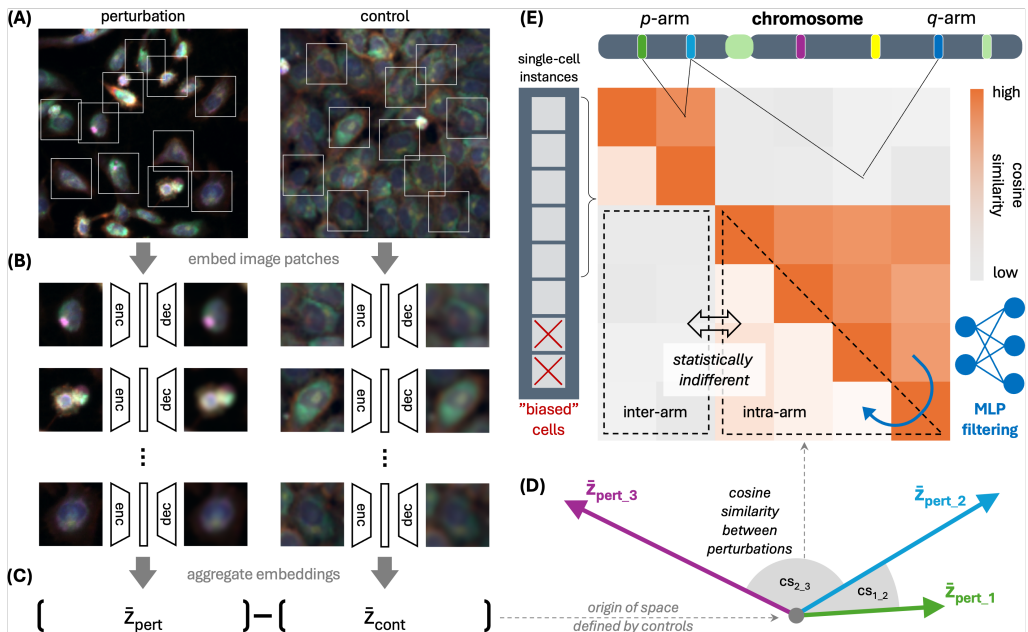 (A)
perturbation
control
(B)
embed image patches
enc
dec
enc
dec
enc
dec
enc
dec
...
...
enc
dec
enc
dec
(C)
aggregate embeddings
z̄pert
−
z̄cont
origin of space
defined by controls
(D)
z̄pert_3
cosine
similarity
between
perturbations
z̄pert_2
cs2_3
cs1_2
z̄pert_1
(E)
p-arm
chromosome
q-arm
single-cell
instances
"biased"
cells
high
cosine
similarity
low
statistically
indifferent
inter-arm
intra-arm
MLP
filtering